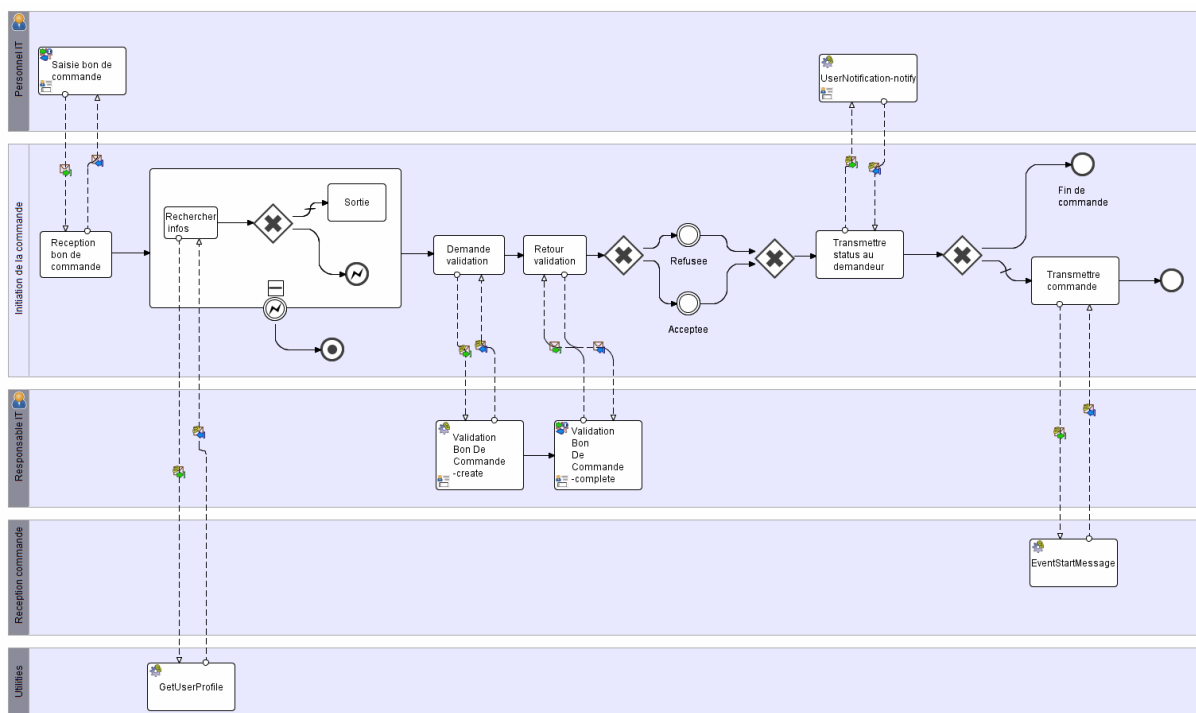 Personnel IT
Saisie bon de
commande
UserNotification-notify
Initiation de la commande
Reception
bon de
commande
Rechercher
infos
Sortie
Demande
validation
Retour
validation
Refusee
Acceptee
Transmettre
status au
demandeur
Fin de
commande
Transmettre
commande
Responsable IT
Validation
Bon De
Commande
-create
Validation
Bon
De
Commande
-complete
Reception commande
EventStartMessage
Utilities
GetUserProfile